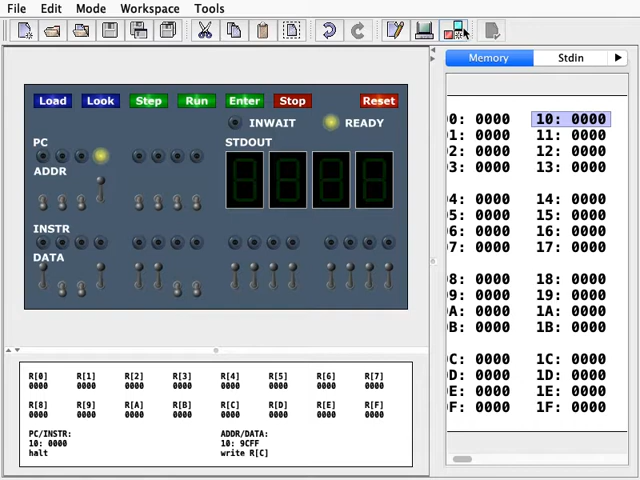 File Edit Mode Workspace Tools
Load Look Step Run Enter Stop Reset
INWAIT READY
PC STDOUT
ADDR
INSTR
DATA
R[0] R[1] R[2] R[3] R[4] R[5] R[6] R[7]
0000 0000 0000 0000 0000 0000 0000 0000
R[8] R[9] R[A] R[B] R[C] R[D] R[E] R[F]
0000 0000 0000 0000 0000 0000 0000 0000
PC/INSTR: ADDR/DATA:
10: 0000 10: 9CFF
halt write R[C]
Memory Stdin
0: 0000 10: 0000
1: 0000 11: 0000
2: 0000 12: 0000
3: 0000 13: 0000
4: 0000 14: 0000
5: 0000 15: 0000
6: 0000 16: 0000
7: 0000 17: 0000
8: 0000 18: 0000
9: 0000 19: 0000
A: 0000 1A: 0000
B: 0000 1B: 0000
C: 0000 1C: 0000
D: 0000 1D: 0000
E: 0000 1E: 0000
F: 0000 1F: 0000